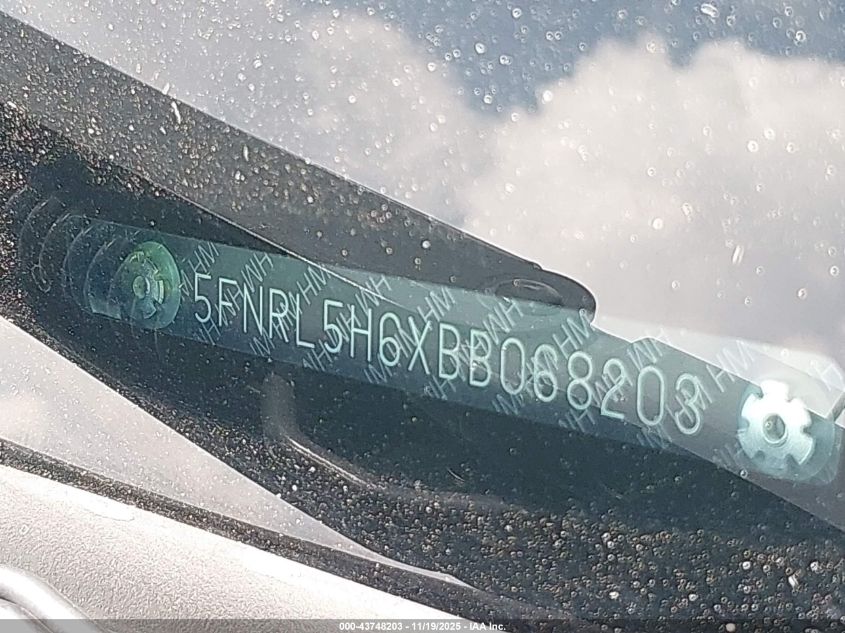 5FNRL5H6XBB068203
000-43748203 - 11/19/2025 - IAA Inc.